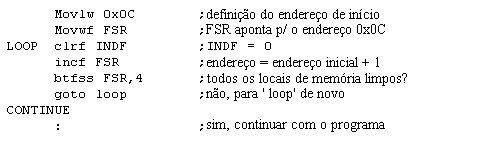 Movlw 0x0C ;definição do endereço de início
Movwf FSR ;FSR aponta p/ o endereço 0x0C
LOOP clrf INDF ;INDF = 0
incf FSR ;endereço = endereço inicial + 1
btfss FSR,4 ;todos os locais de memória limpos?
goto loop ;não, para 'loop' de novo
CONTINUE
: ;sim, continuar com o programa